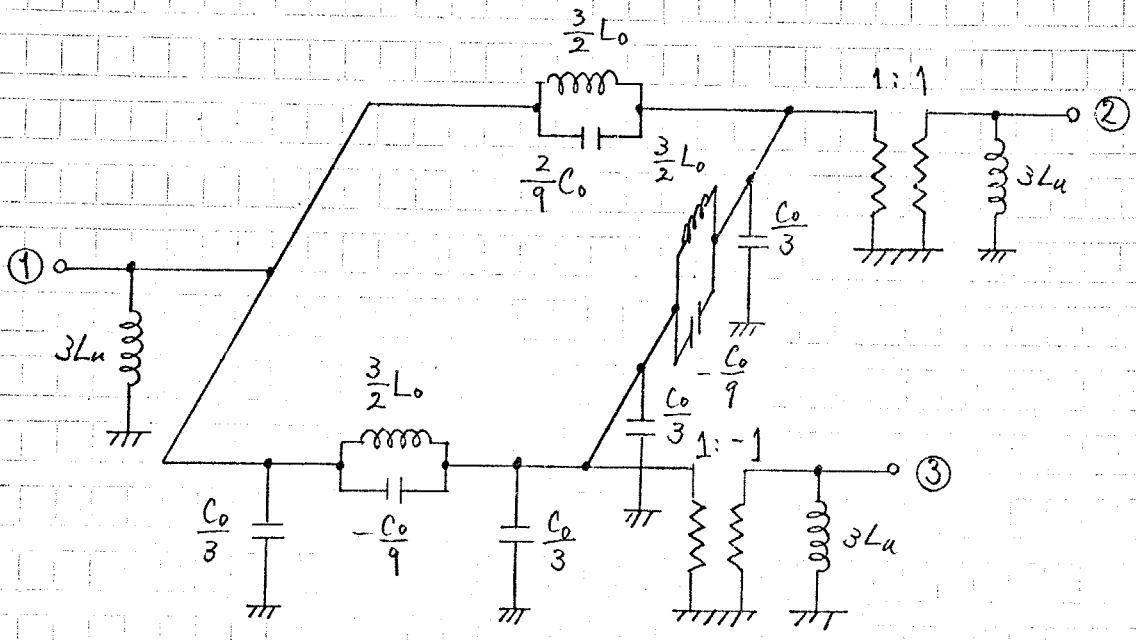 3/2 L₀
1:1
②
2/9 C₀
3/2 L₀
3Lu
C₀/3
①
3Lu
3/2 L₀
-C₀/9
C₀/3
1:-1
③
C₀/3
-C₀/9
C₀/3
3Lu